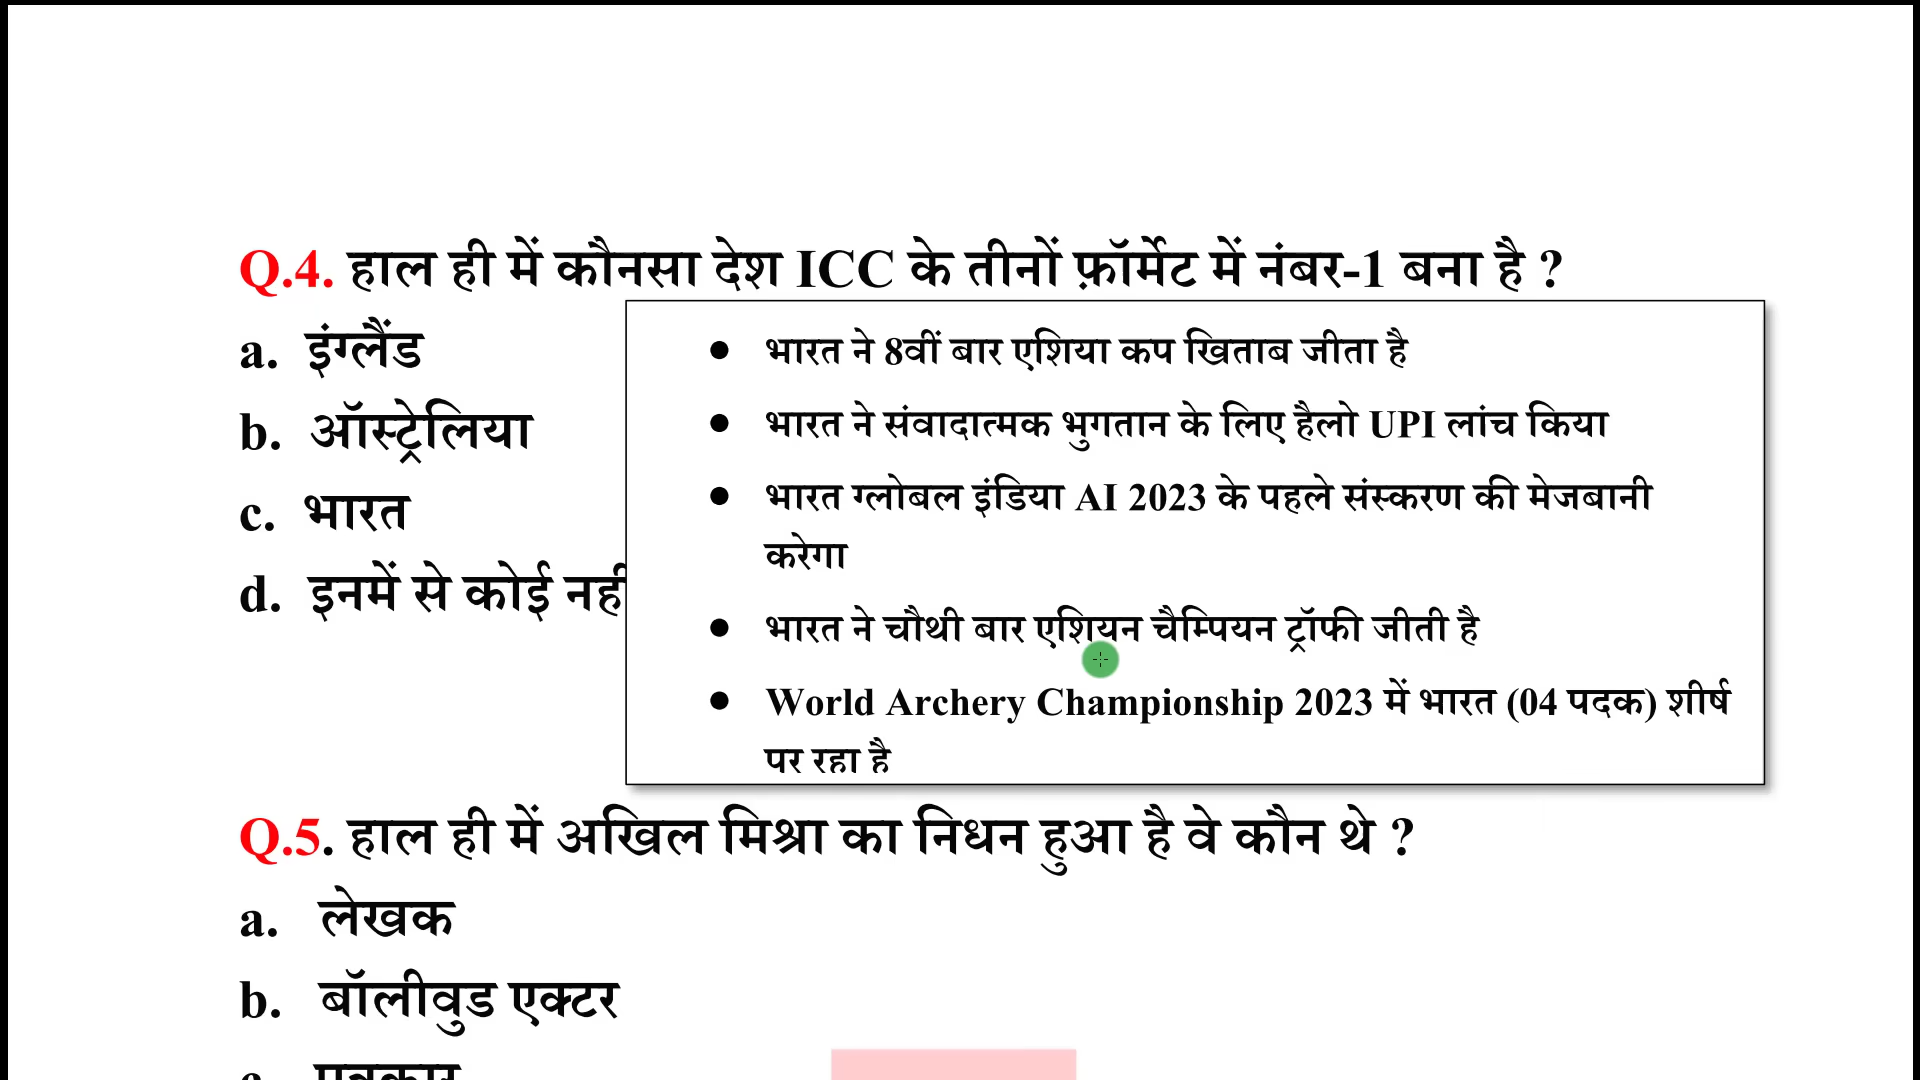 Q.4. हाल ही में कौनसा देश ICC के तीनों फ़ॉर्मेट में नंबर-1 बना है ?
a. इंग्लैंड
b. ऑस्ट्रेलिया
c. भारत
d. इनमें से कोई नहीं
● भारत ने 8वीं बार एशिया कप खिताब जीता है
● भारत ने संवादात्मक भुगतान के लिए हैलो UPI लांच किया
● भारत ग्लोबल इंडिया AI 2023 के पहले संस्करण की मेजबानी
करेगा
● भारत ने चौथी बार एशियन चैम्पियन ट्रॉफी जीती है
● World Archery Championship 2023 में भारत (04 पदक) शीर्ष
पर रहा है
Q.5. हाल ही में अखिल मिश्रा का निधन हुआ है वे कौन थे ?
a. लेखक
b. बॉलीवुड एक्टर
c. पत्रकार